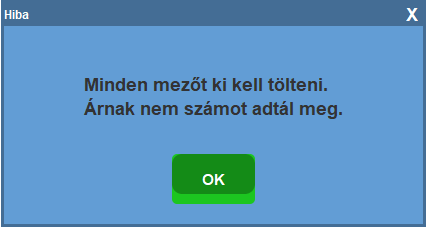 Hiba X
Minden mezőt ki kell tölteni.
Árnak nem számot adtál meg.
OK